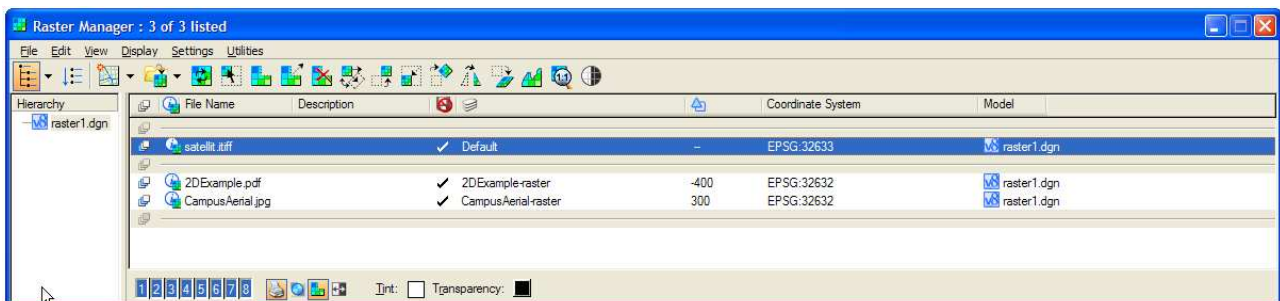 Raster Manager : 3 of 3 listed
File Edit View Display Settings Utilities
1:1
Hierarchy File Name Description Coordinate System Model
raster1.dgn
satellit.itiff Default -- EPSG:32633 raster1.dgn
2DExample.pdf 2DExample-raster -400 EPSG:32632 raster1.dgn
CampusAerial.jpg CampusAerial-raster 300 EPSG:32632 raster1.dgn
1 2 3 4 5 6 7 8 Tint: Transparency: